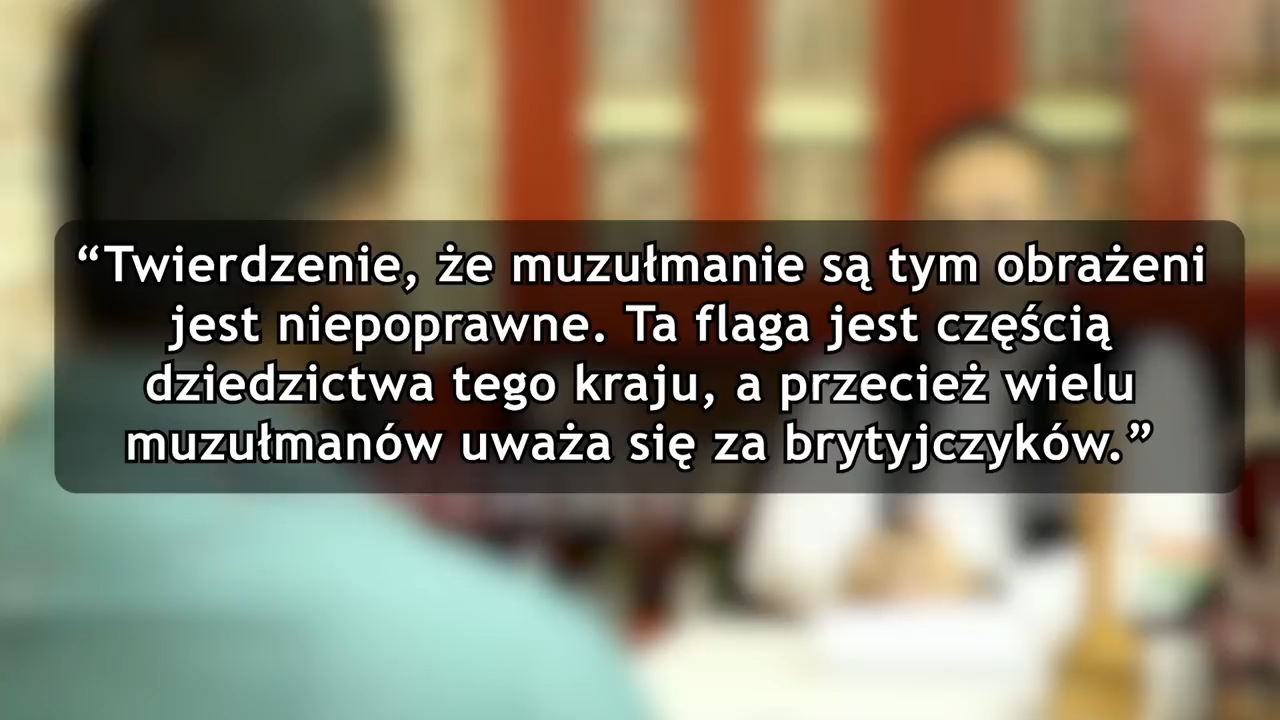 “Twierdzenie, że muzułmanie są tym obrażeni
jest niepoprawne. Ta flaga jest częścią
dziedzictwa tego kraju, a przecież wielu
muzułmanów uważa się za brytyjczyków.”